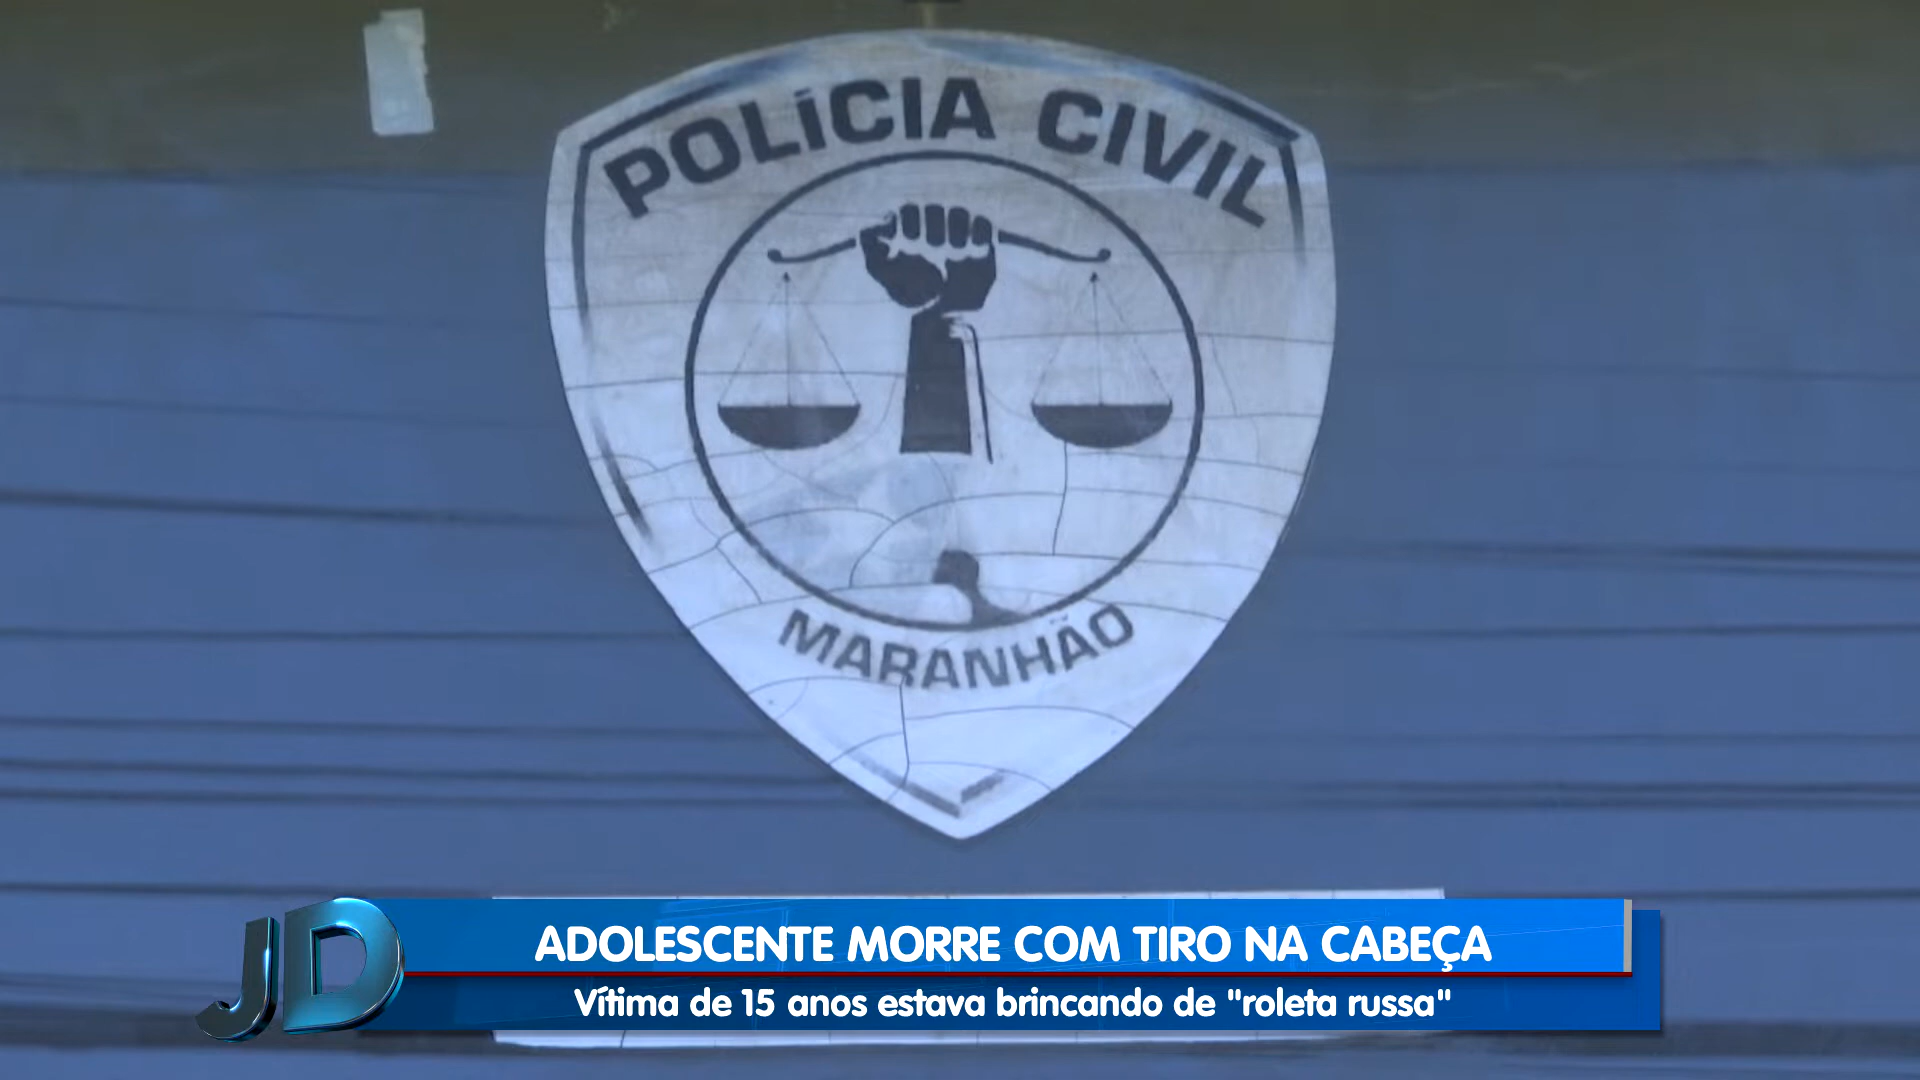 POLÍCIA CIVIL
MARANHÃO
JD
ADOLESCENTE MORRE COM TIRO NA CABEÇA
Vítima de 15 anos estava brincando de "roleta russa"